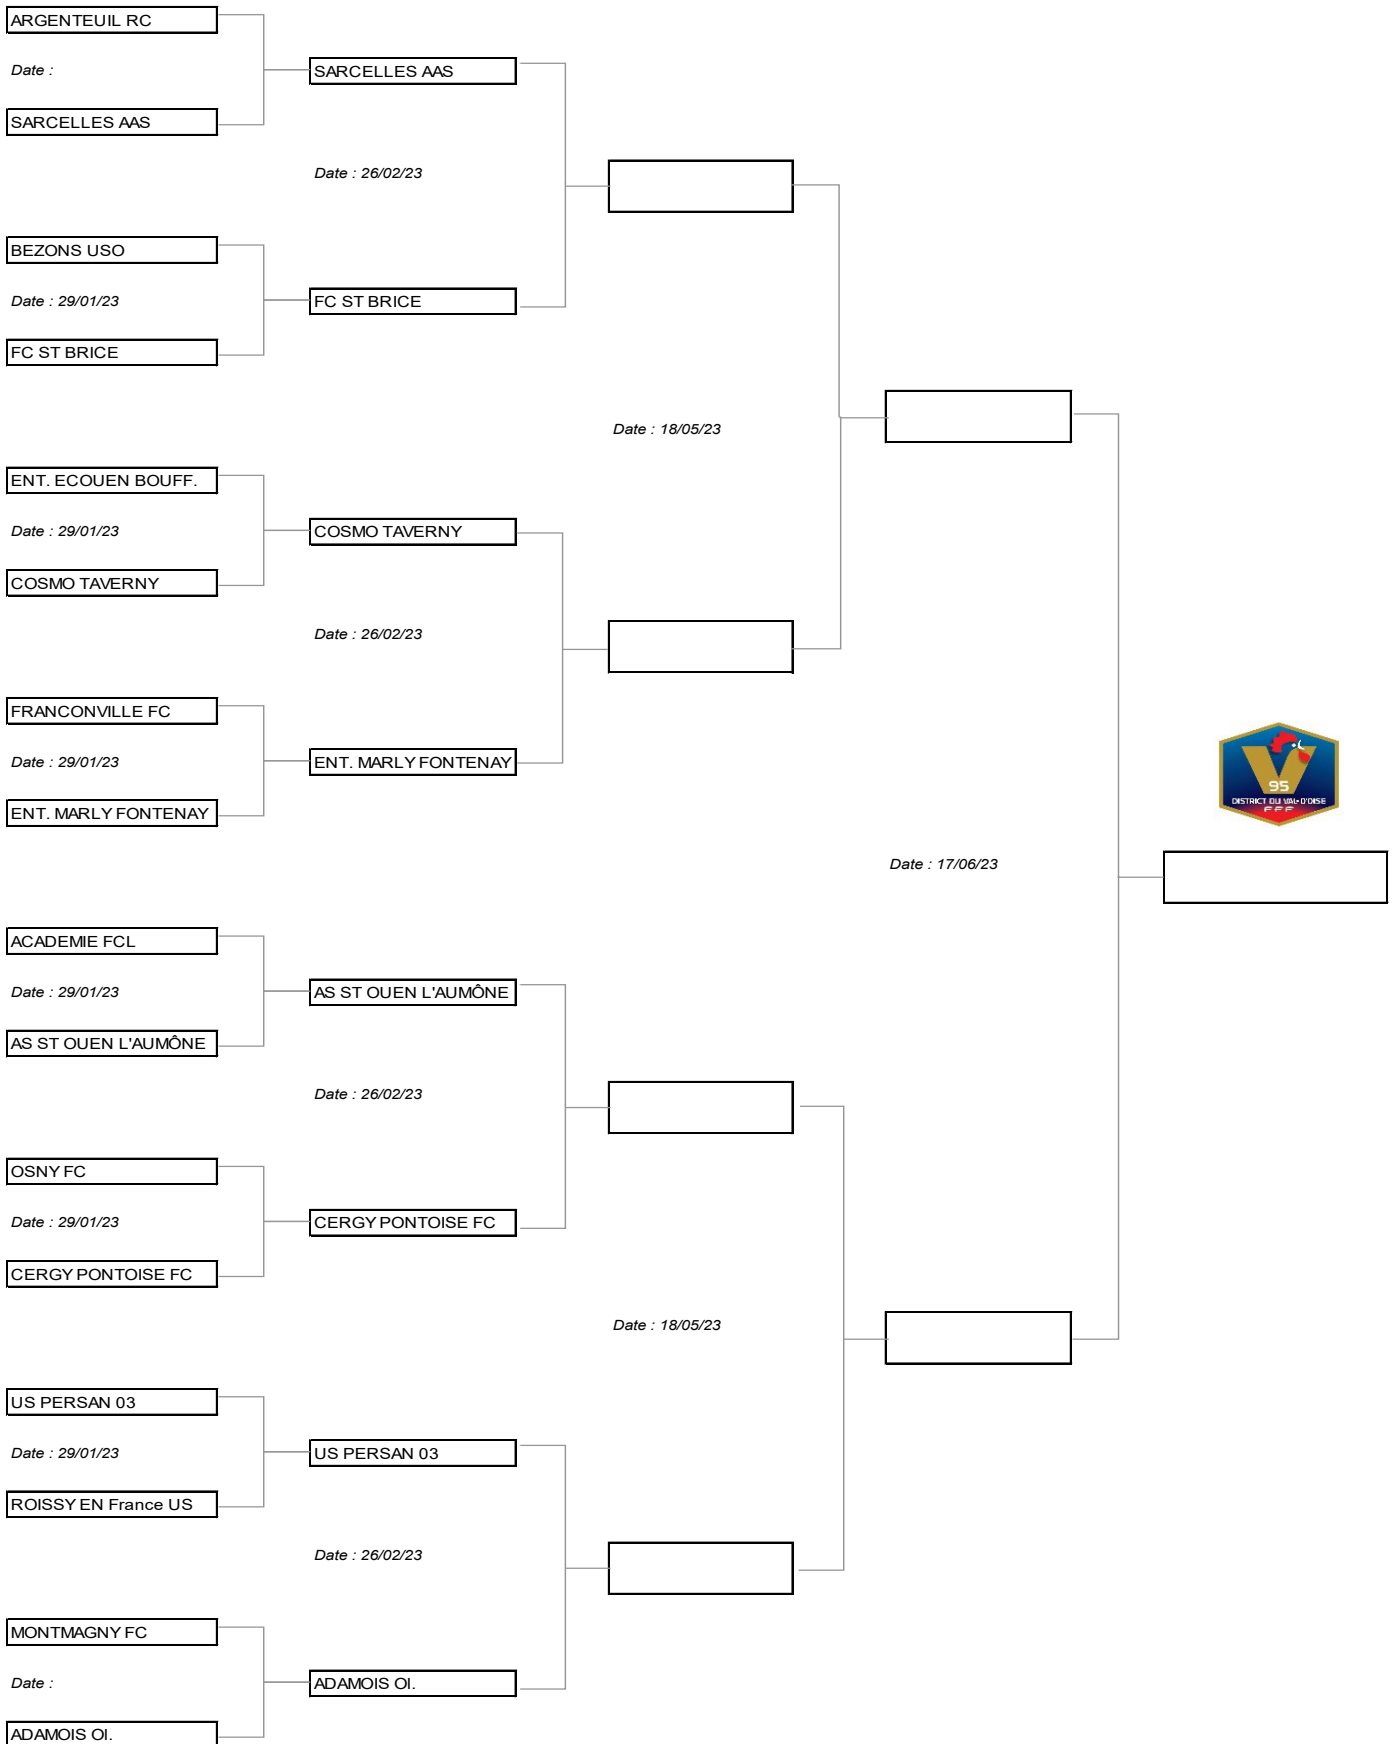 ARGENTEUIL RC
Date :
SARCELLES AAS
SARCELLES AAS
Date : 26/02/23
BEZONS USO
Date : 29/01/23
FC ST BRICE
FC ST BRICE
Date : 18/05/23
ENT. ECOUEN BOUFF.
Date : 29/01/23
COSMO TAVERNY
COSMO TAVERNY
Date : 26/02/23
FRANCONVILLE FC
Date : 29/01/23
ENT. MARLY FONTENAY
ENT. MARLY FONTENAY
95
DISTRICT DU VAL-D'OISE
FFF
Date : 17/06/23
ACADEMIE FCL
Date : 29/01/23
AS ST OUEN L'AUMÔNE
AS ST OUEN L'AUMÔNE
Date : 26/02/23
OSNY FC
Date : 29/01/23
CERGY PONTOISE FC
CERGY PONTOISE FC
Date : 18/05/23
US PERSAN 03
Date : 29/01/23
US PERSAN 03
ROISSY EN France US
Date : 26/02/23
MONTMAGNY FC
Date :
ADAMOIS OI.
ADAMOIS OI.